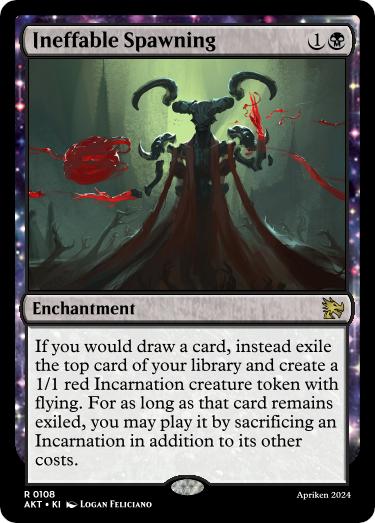 Ineffable Spawning 1
Enchantment
If you would draw a card, instead exile
the top card of your library and create a
1/1 red Incarnation creature token with
flying. For as long as that card remains
exiled, you may play it by sacrificing an
Incarnation in addition to its other
costs.
R 0108
AKT • KI LOGAN FELICIANO
Apriken 2024